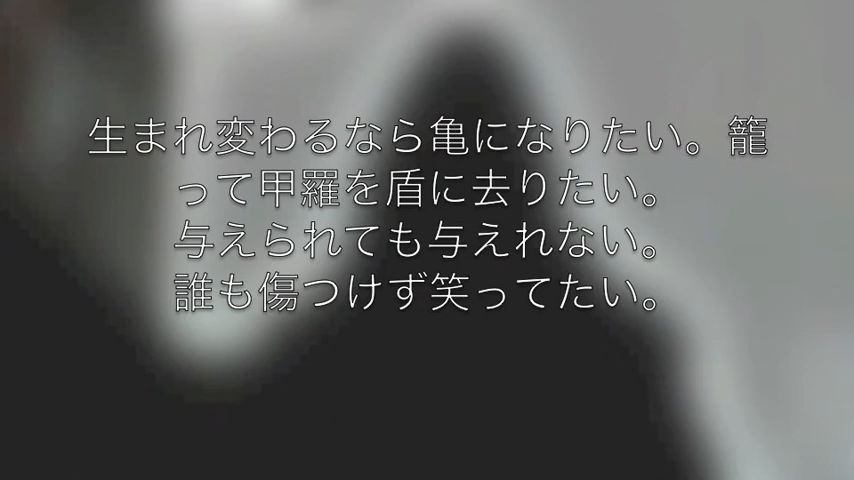 生まれ変わるなら亀になりたい。籠
って甲羅を盾に去りたい。
与えられても与えれない。
誰も傷つけず笑ってたい。